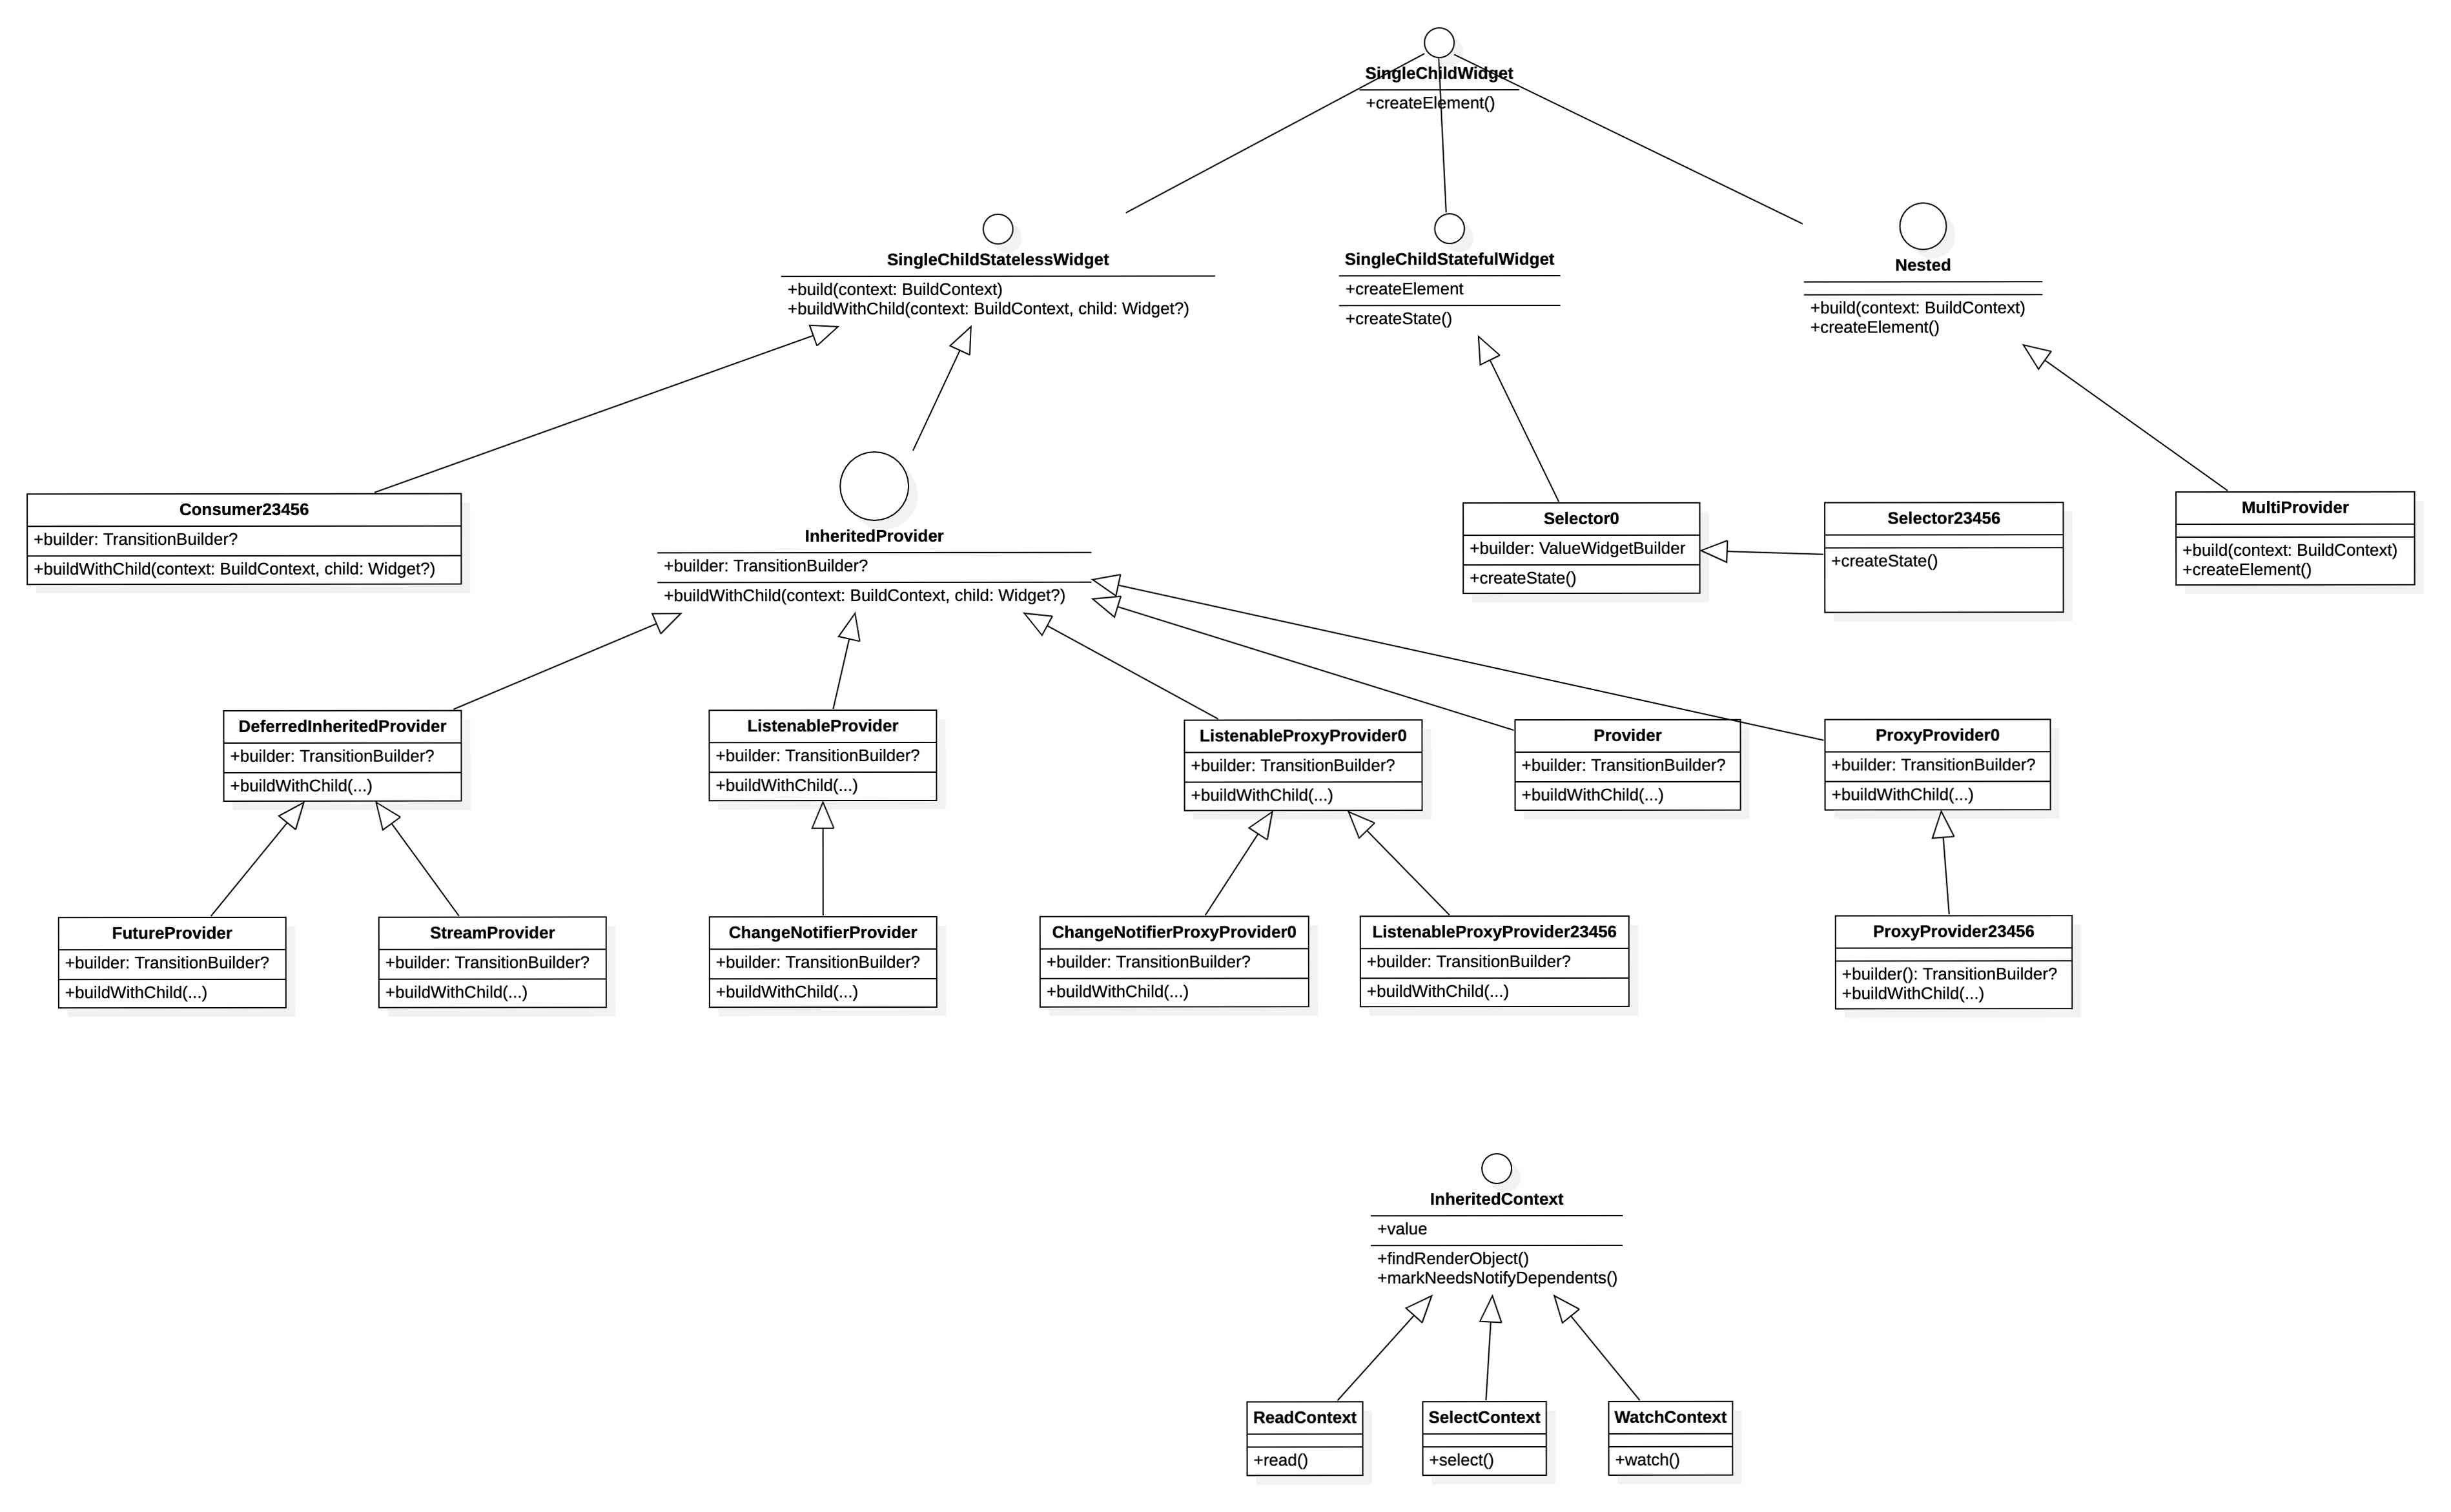 SingleChildWidget
+createElement()
SingleChildStatelessWidget
+build(context: BuildContext)
+buildWithChild(context: BuildContext, child: Widget?)
SingleChildStatefulWidget
+createElement
+createState()
Nested
+build(context: BuildContext)
+createElement()
Consumer23456
+builder: TransitionBuilder?
+buildWithChild(context: BuildContext, child: Widget?)
InheritedProvider
+builder: TransitionBuilder?
+buildWithChild(context: BuildContext, child: Widget?)
Selector0
+builder: ValueWidgetBuilder
+createState()
Selector23456
+createState()
MultiProvider
+build(context: BuildContext)
+createElement()
DeferredInheritedProvider
+builder: TransitionBuilder?
+buildWithChild(...)
ListenableProvider
+builder: TransitionBuilder?
+buildWithChild(...)
ListenableProxyProvider0
+builder: TransitionBuilder?
+buildWithChild(...)
Provider
+builder: TransitionBuilder?
+buildWithChild(...)
ProxyProvider0
+builder: TransitionBuilder?
+buildWithChild(...)
FutureProvider
+builder: TransitionBuilder?
+buildWithChild(...)
StreamProvider
+builder: TransitionBuilder?
+buildWithChild(...)
ChangeNotifierProvider
+builder: TransitionBuilder?
+buildWithChild(...)
ChangeNotifierProxyProvider0
+builder: TransitionBuilder?
+buildWithChild(...)
ListenableProxyProvider23456
+builder: TransitionBuilder?
+buildWithChild(...)
ProxyProvider23456
+builder(): TransitionBuilder?
+buildWithChild(...)
InheritedContext
+value
+findRenderObject()
+markNeedsNotifyDependents()
ReadContext
+read()
SelectContext
+select()
WatchContext
+watch()